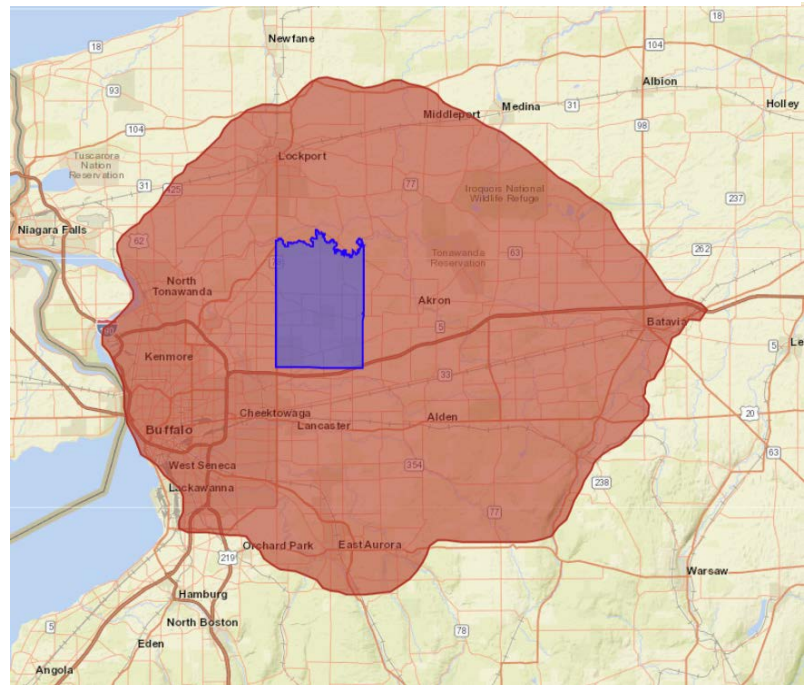 18
Newfane
18
104
Albion
93
Medina
31
Holley
Middleport
104
98
Tuscarora
Nation
Reservation
Lockport
31
425
77
Iroquois National
Wildlife Refuge
237
Niagara Falls
62
Tonawanda
Reservation
63
262
North
Tonawanda
Akron
5
Batavia
Kenmore
Le
5
33
Cheektowaga
Alden
20
Buffalo
Lancaster
63
West Seneca
354
Lackawanna
238
77
Orchard Park
East Aurora
219
Warsaw
Hamburg
5
North Boston
78
Eden
Angola